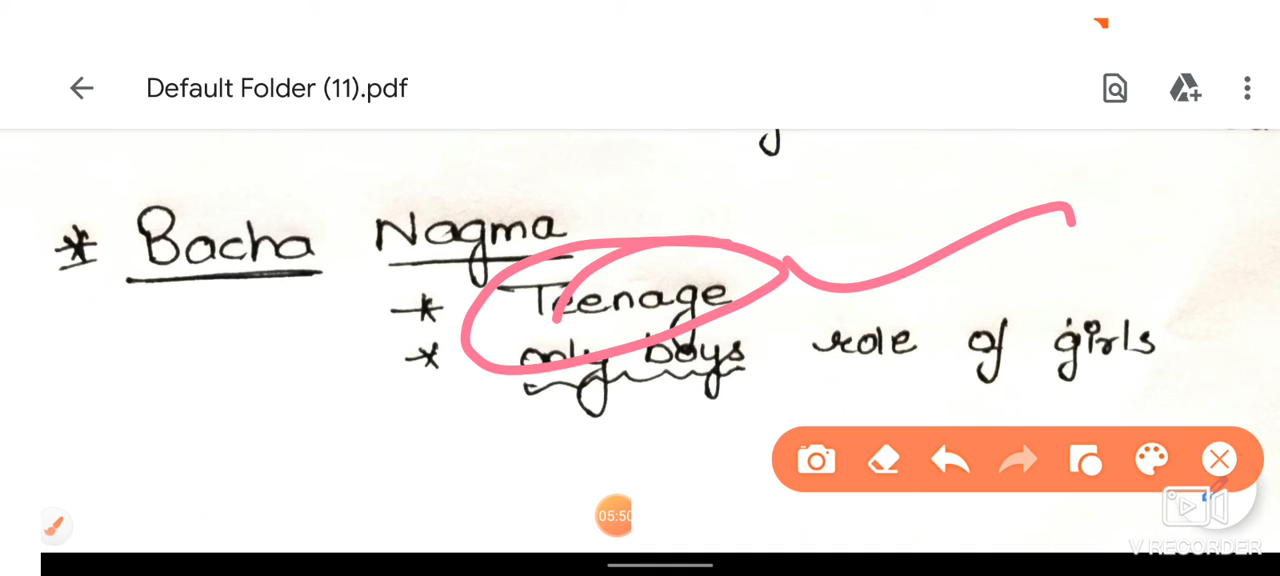 Default Folder (11).pdf
* Bacha Nagma
* Teenage
* only boys role of girls
05:50
V RECORDER